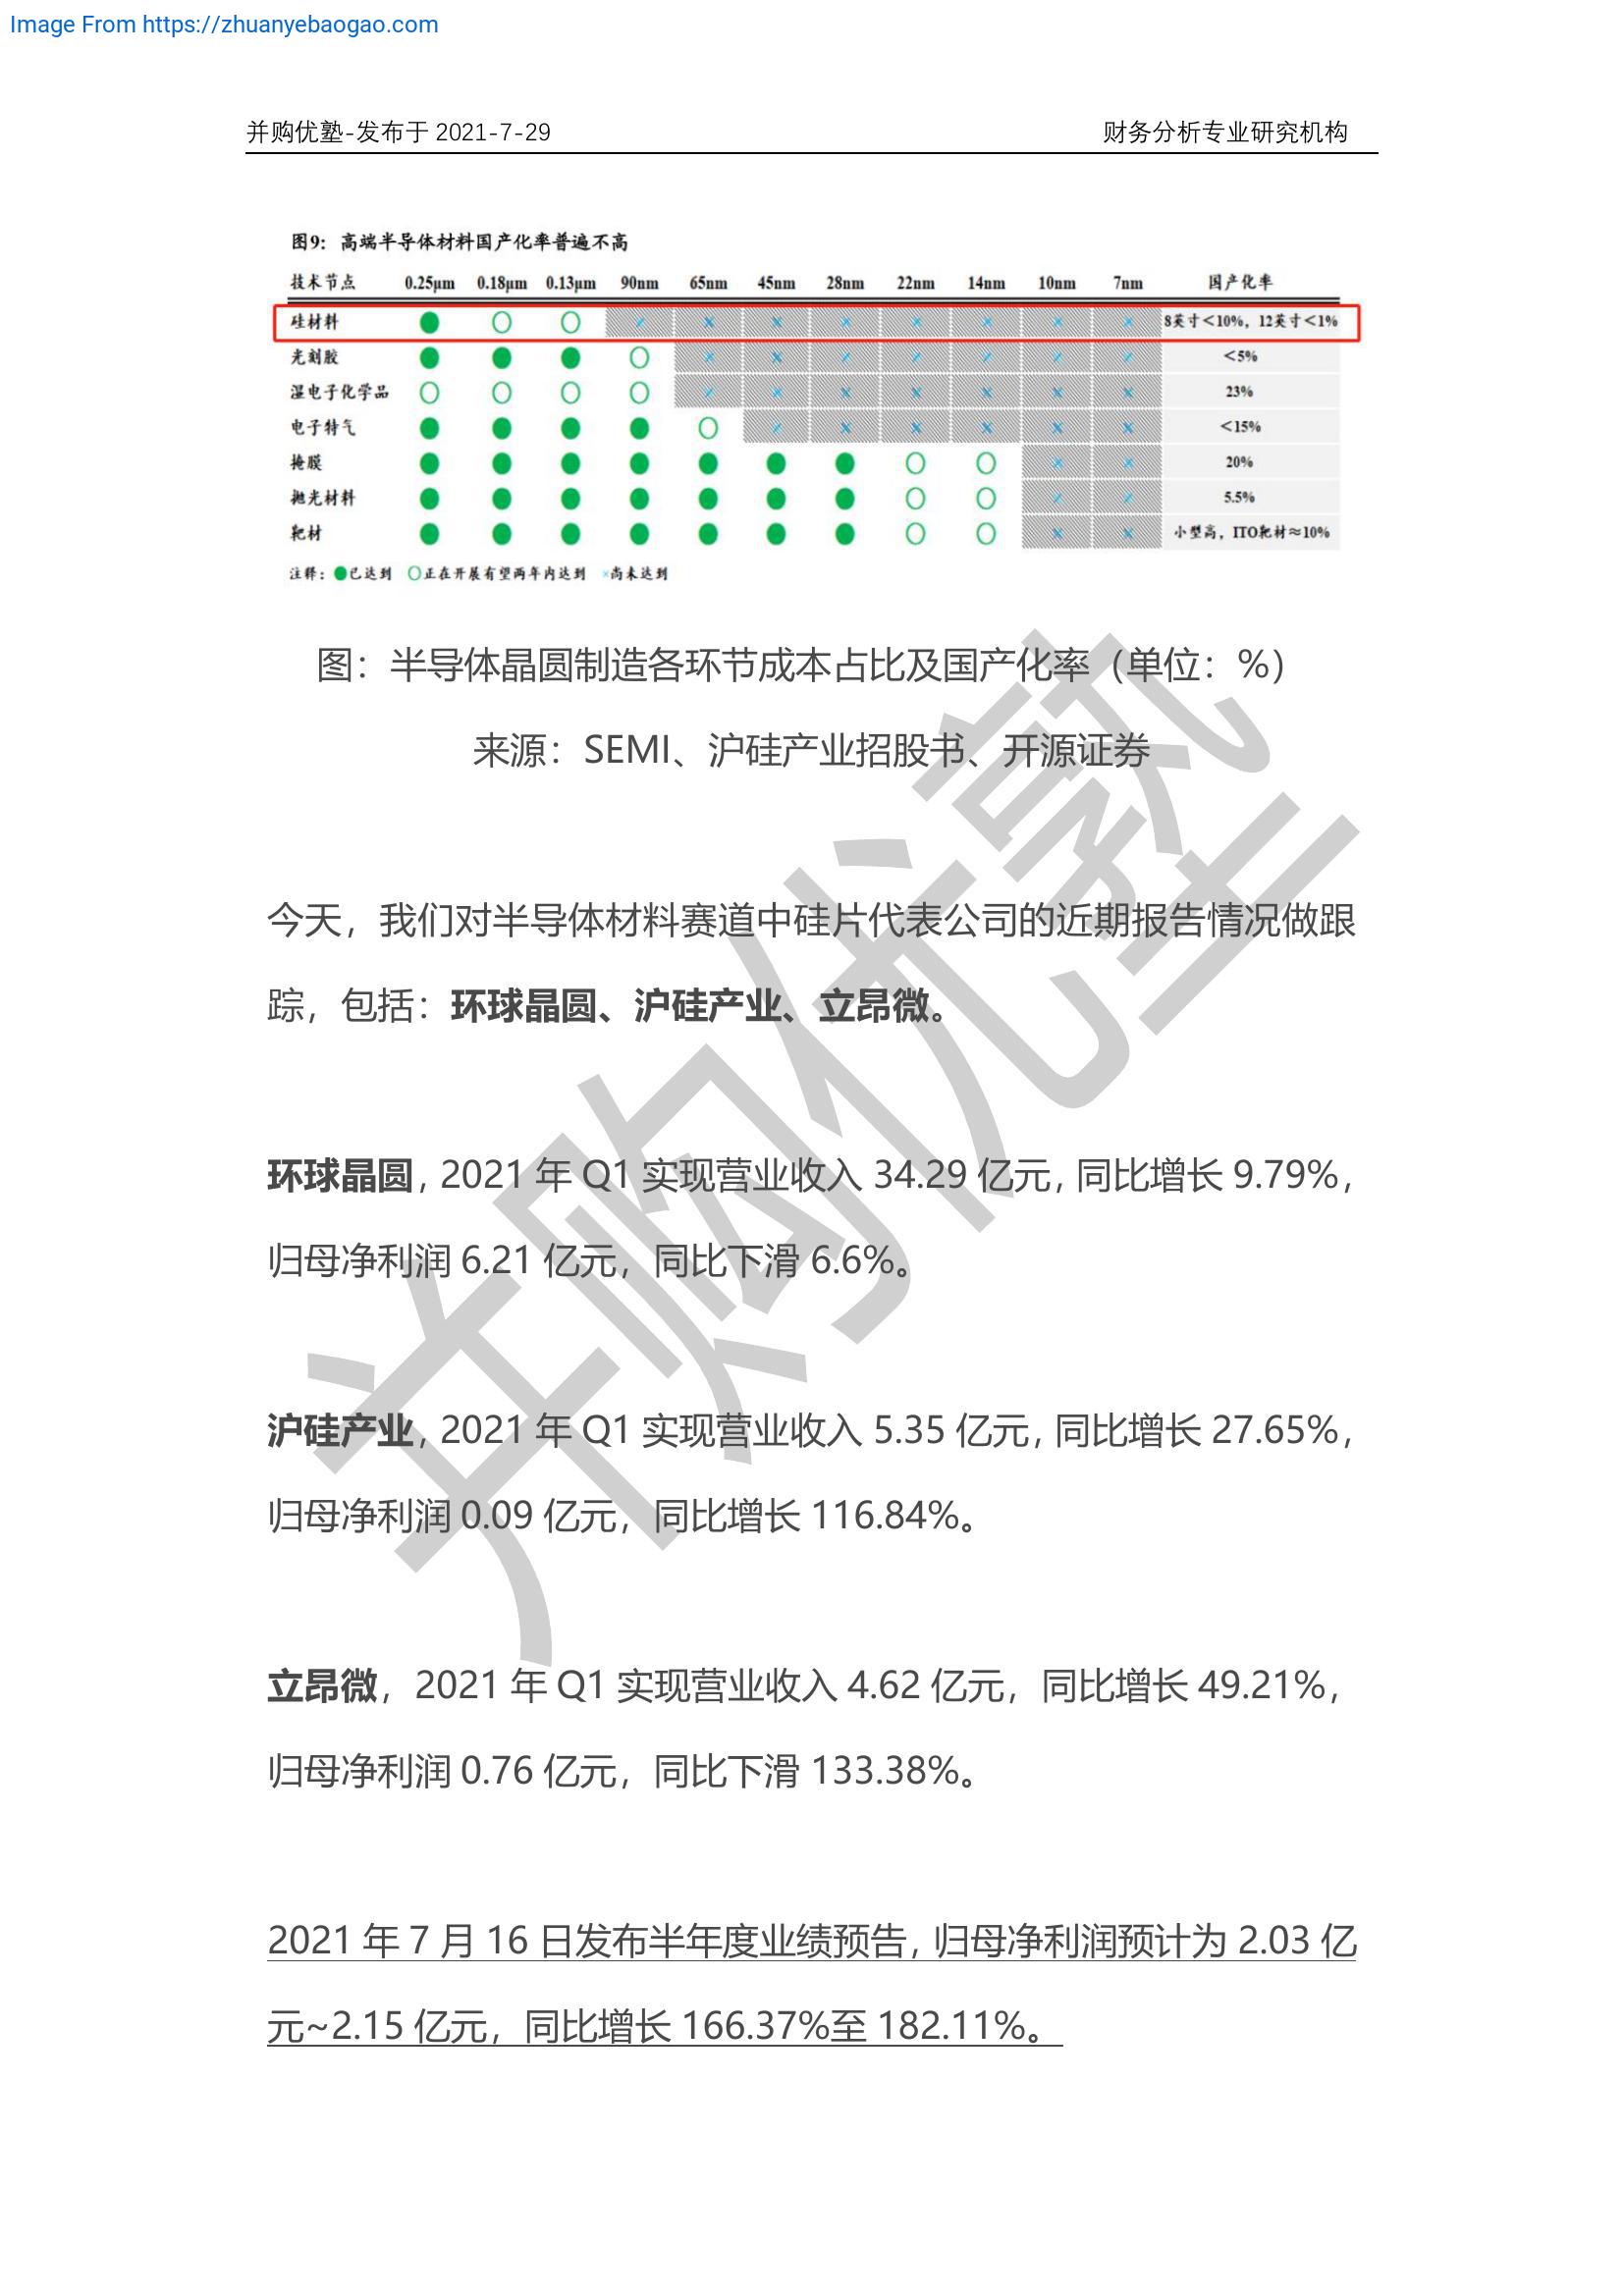 Image From https://zhuanyebaogao.com
并购优塾-发布于 2021-7-29 财务分析专业研究机构
图9：高端半导体材料国产化率普遍不高
技术节点 0.25μm 0.18μm 0.13μm 90nm 65nm 45nm 28nm 22nm 14nm 10nm 7nm 国产化率
硅材料 ● ○ ○ × × × × × × × × 8英寸＜10%，12英寸＜1%
光刻胶 ● ● ● ○ × × × × × × × ＜5%
湿电子化学品 ○ ○ ○ ○ × × × × × × × 23%
电子特气 ● ● ● ● ○ × × × × × × ＜15%
掩膜 ● ● ● ● ● ● ● ○ ○ × × 20%
抛光材料 ● ● ● ● ● ● ● ○ ○ × × 5.5%
靶材 ● ● ● ● ● ● ● ○ ○ × × 小型高，ITO靶材≈10%
注释：●已达到 ○正在开展有望两年内达到 ×尚未达到
图：半导体晶圆制造各环节成本占比及国产化率（单位：%）
来源：SEMI、沪硅产业招股书、开源证券
今天，我们对半导体材料赛道中硅片代表公司的近期报告情况做跟
踪，包括：环球晶圆、沪硅产业、立昂微。
环球晶圆，2021 年 Q1 实现营业收入 34.29 亿元，同比增长 9.79%，
归母净利润 6.21 亿元，同比下滑 6.6%。
沪硅产业，2021 年 Q1 实现营业收入 5.35 亿元，同比增长 27.65%，
归母净利润 0.09 亿元，同比增长 116.84%。
立昂微，2021 年 Q1 实现营业收入 4.62 亿元，同比增长 49.21%，
归母净利润 0.76 亿元，同比下滑 133.38%。
2021 年 7 月 16 日发布半年度业绩预告，归母净利润预计为 2.03 亿
元~2.15 亿元，同比增长 166.37%至 182.11%。
并购优塾